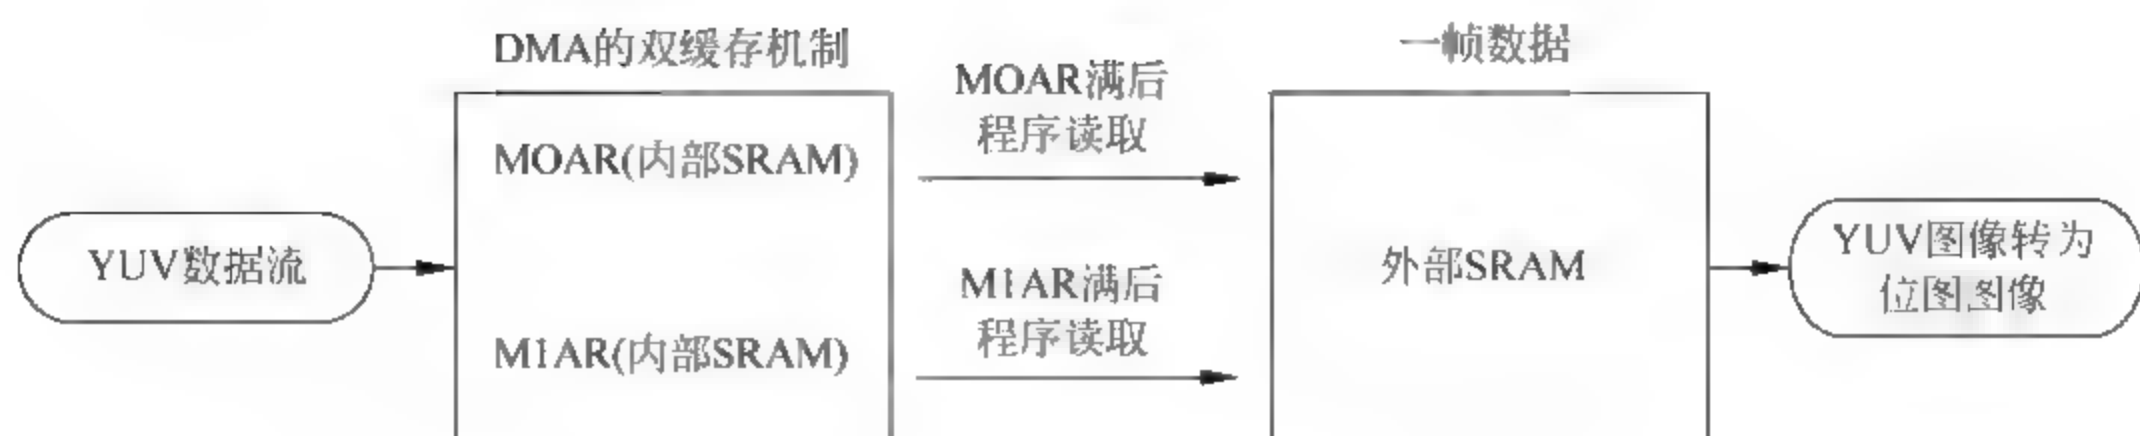 DMA的双缓存机制
MOAR(内部SRAM)
M1AR(内部SRAM)
YUV数据流
MOAR满后
程序读取
M1AR满后
程序读取
一帧数据
外部SRAM
YUV图像转为
位图图像